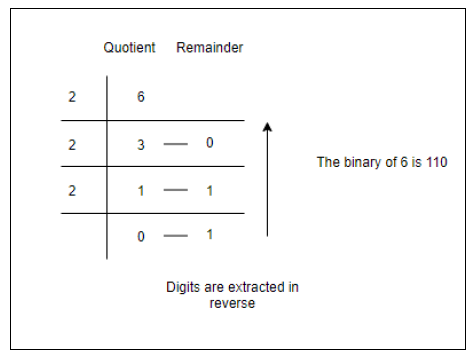 Quotient Remainder
2 6
2 3 — 0
2 1 — 1
0 — 1
The binary of 6 is 110
Digits are extracted in
reverse